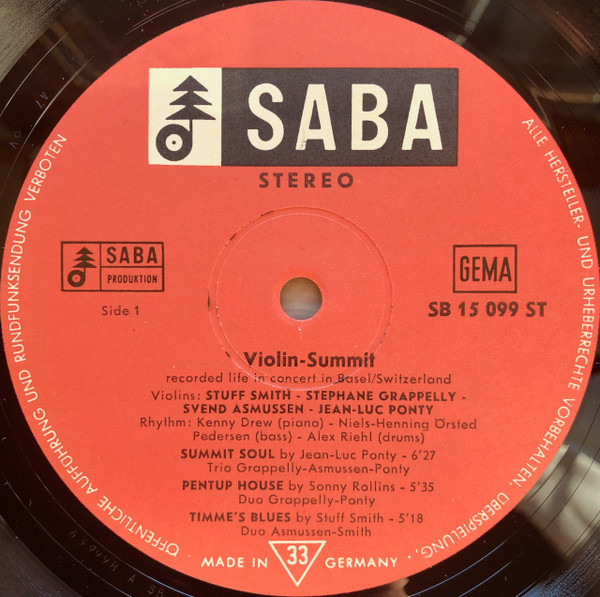 SABA
STEREO
SABA
PRODUKTION
GEMA
Side 1
SB 15 099 ST
Violin-Summit
recorded life in concert in Basel/Switzerland
Violins: STUFF SMITH - STEPHANE GRAPPELLY -
SVEND ASMUSSEN - JEAN-LUC PONTY
Rhythm: Kenny Drew (piano) - Niels-Henning Örsted
Pedersen (bass) - Alex Riehl (drums)
SUMMIT SOUL by Jean-Luc Ponty - 6'27
Trio Grappelly-Asmussen-Ponty
PENTUP HOUSE by Sonny Rollins - 5'35
Duo Grappelly-Ponty
TIMME'S BLUES by Stuff Smith - 5'18
Duo Asmussen-Smith
MADE IN 33 GERMANY
ALLE HERSTELLER- UND URHEBERRECHTE VORBEHALTEN. ÜBERSPIELUNG,
ÖFFENTLICHE AUFFÜHRUNG UND RUNDFUNKSENDUNG VERBOTEN